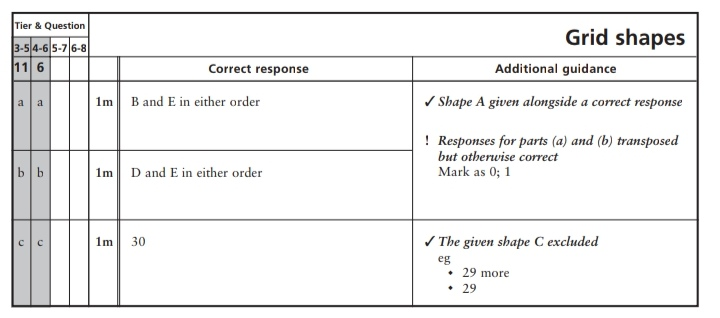 Tier & Question
Grid shapes
3-5 4-6 5-7 6-8
11 6 Correct response Additional guidance
a a 1m B and E in either order ✓ Shape A given alongside a correct response
! Responses for parts (a) and (b) transposed
but otherwise correct
b b 1m D and E in either order Mark as 0; 1
c c 1m 30 ✓ The given shape C excluded
eg
◆ 29 more
◆ 29